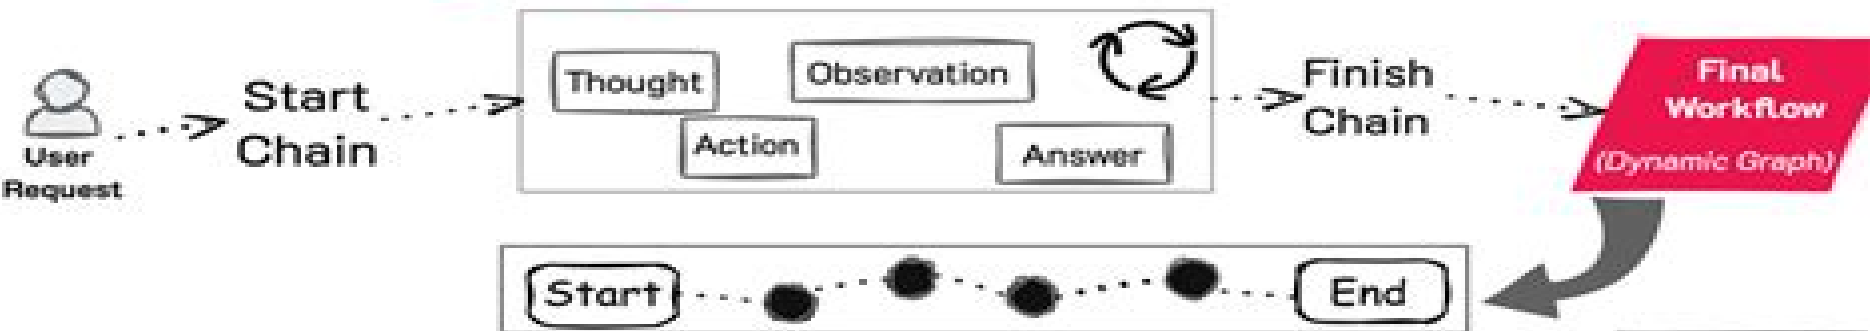 User
Request
Start
Chain
Thought
Observation
Action
Answer
Finish
Chain
Final
Workflow
(Dynamic Graph)
Start
End